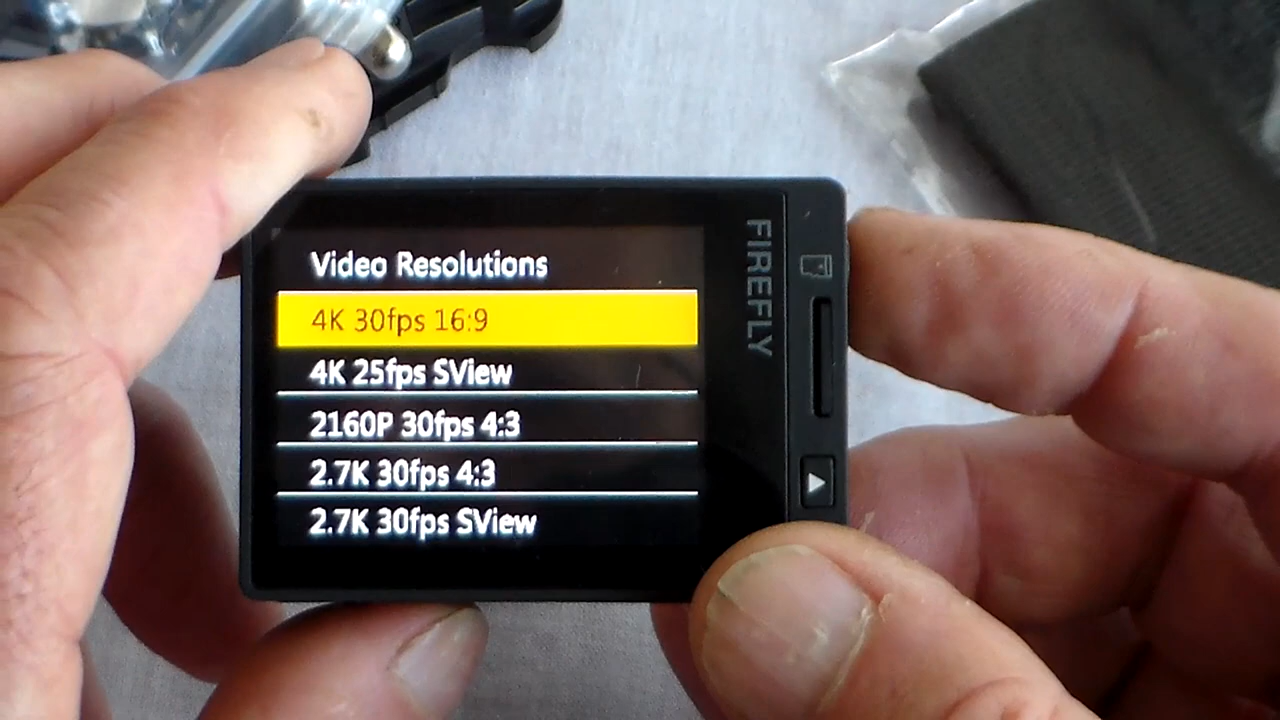 Video Resolutions
4K 30fps 16:9
4K 25fps SView
2160P 30fps 4:3
2.7K 30fps 4:3
2.7K 30fps SView
FIREFLY